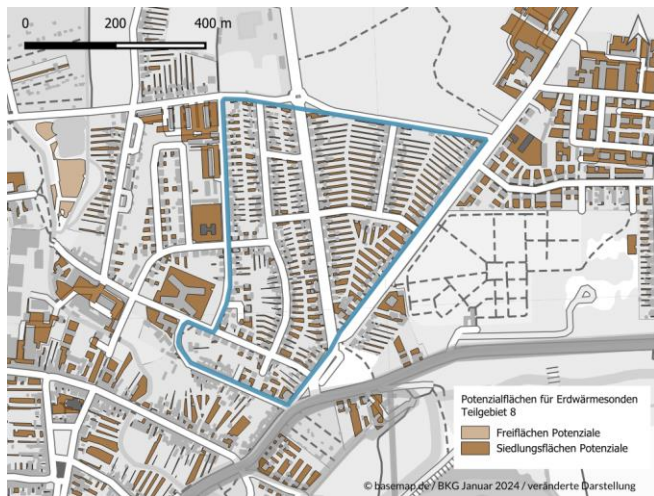 0 200 400 m
Potenzialflächen für Erdwärmesonden
Teilgebiet 8
Freiflächen Potenziale
Siedlungsflächen Potenziale
© basemap.de / BKG Januar 2024 / veränderte Darstellung